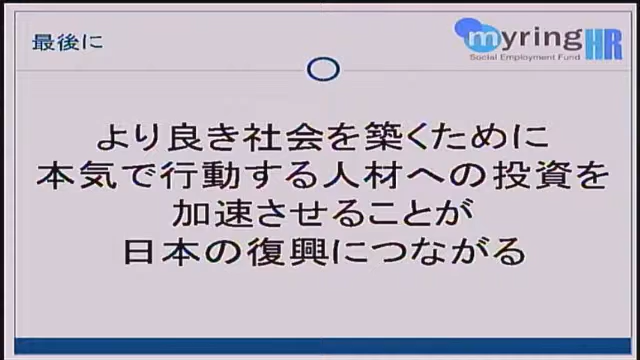 最後に
myring HR
Social Employment Fund
より良き社会を築くために
本気で行動する人材への投資を
加速させることが
日本の復興につながる